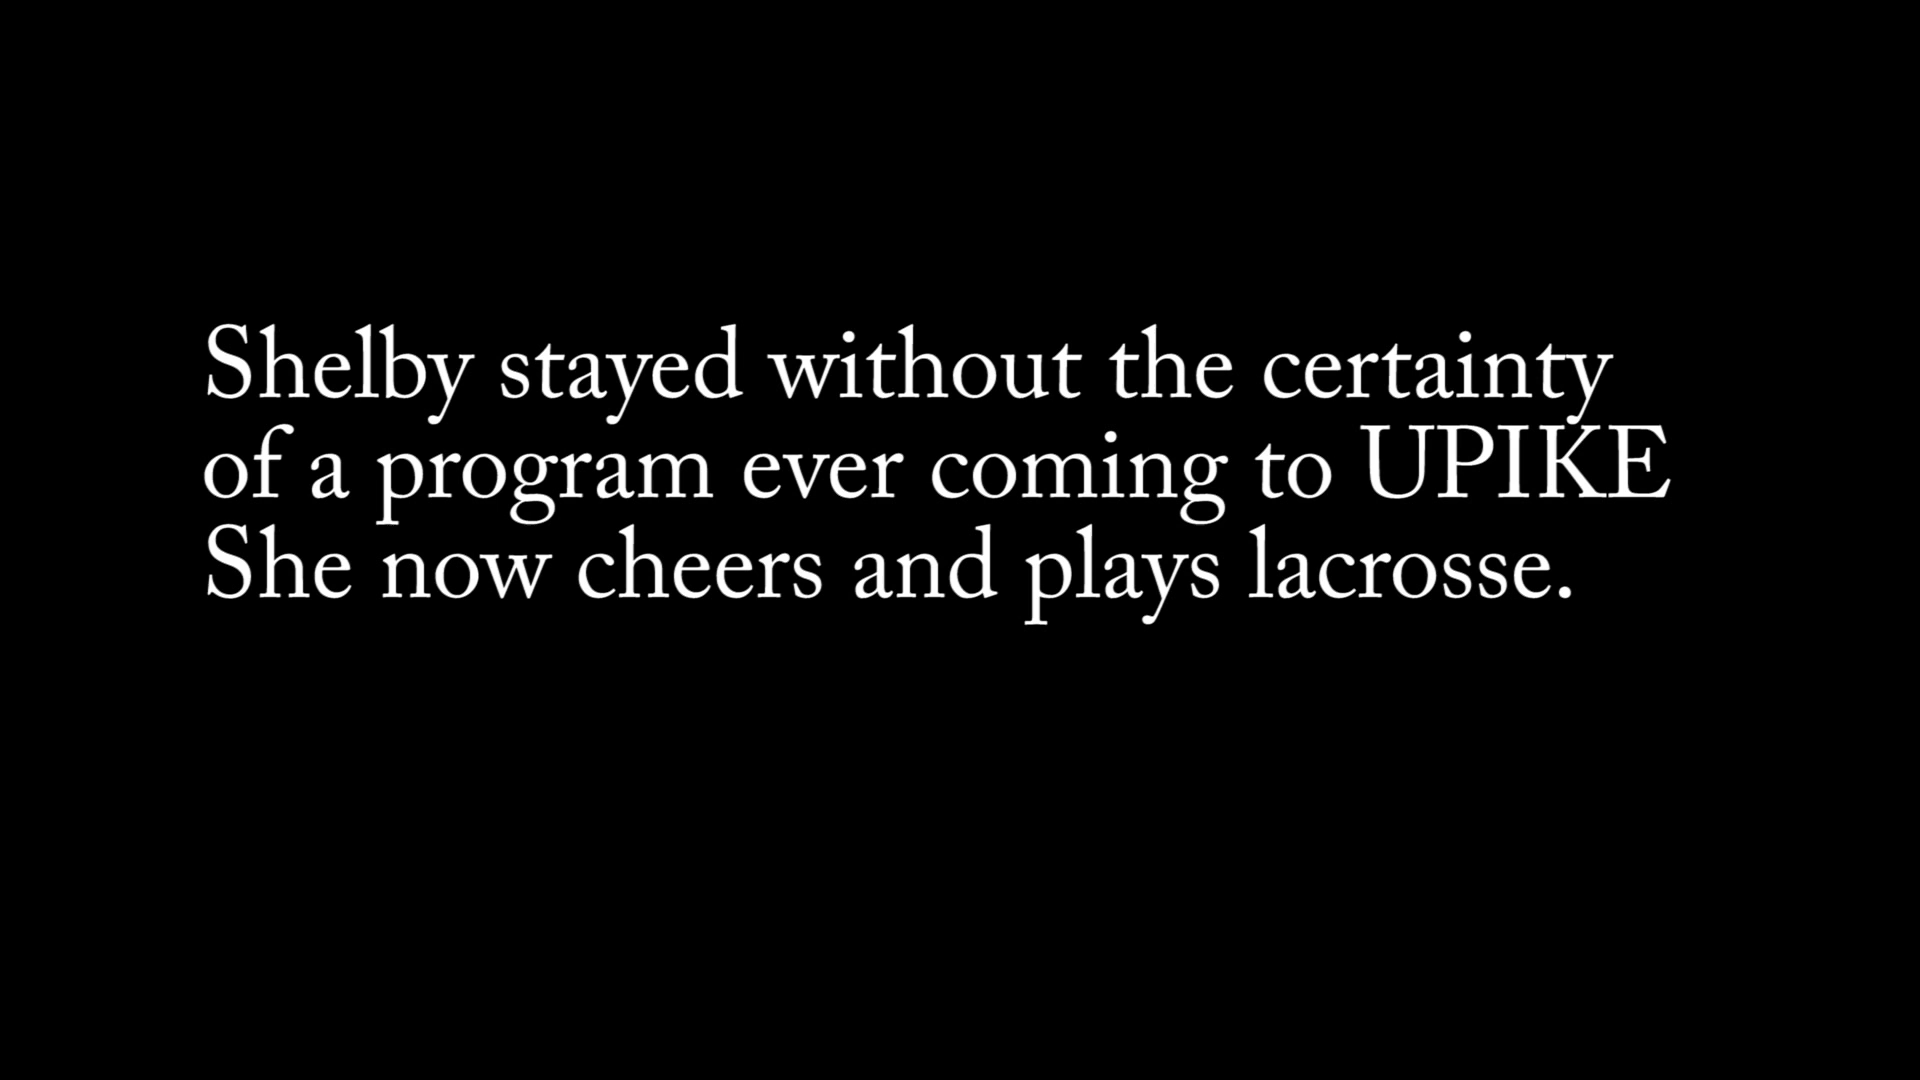 Shelby stayed without the certainty
of a program ever coming to UPIKE
She now cheers and plays lacrosse.